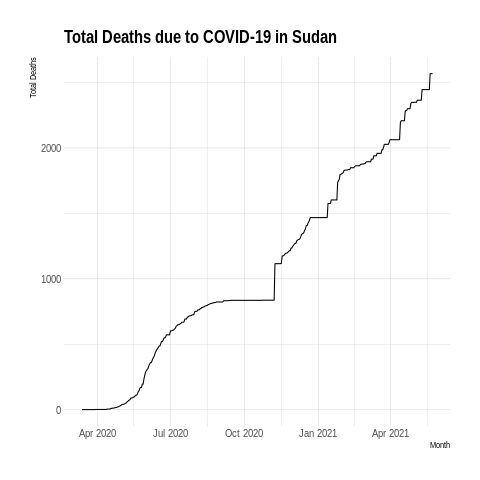 Total Deaths due to COVID-19 in Sudan
Total Deaths
2000
1000
0
Apr 2020 Jul 2020 Oct 2020 Jan 2021 Apr 2021
Month